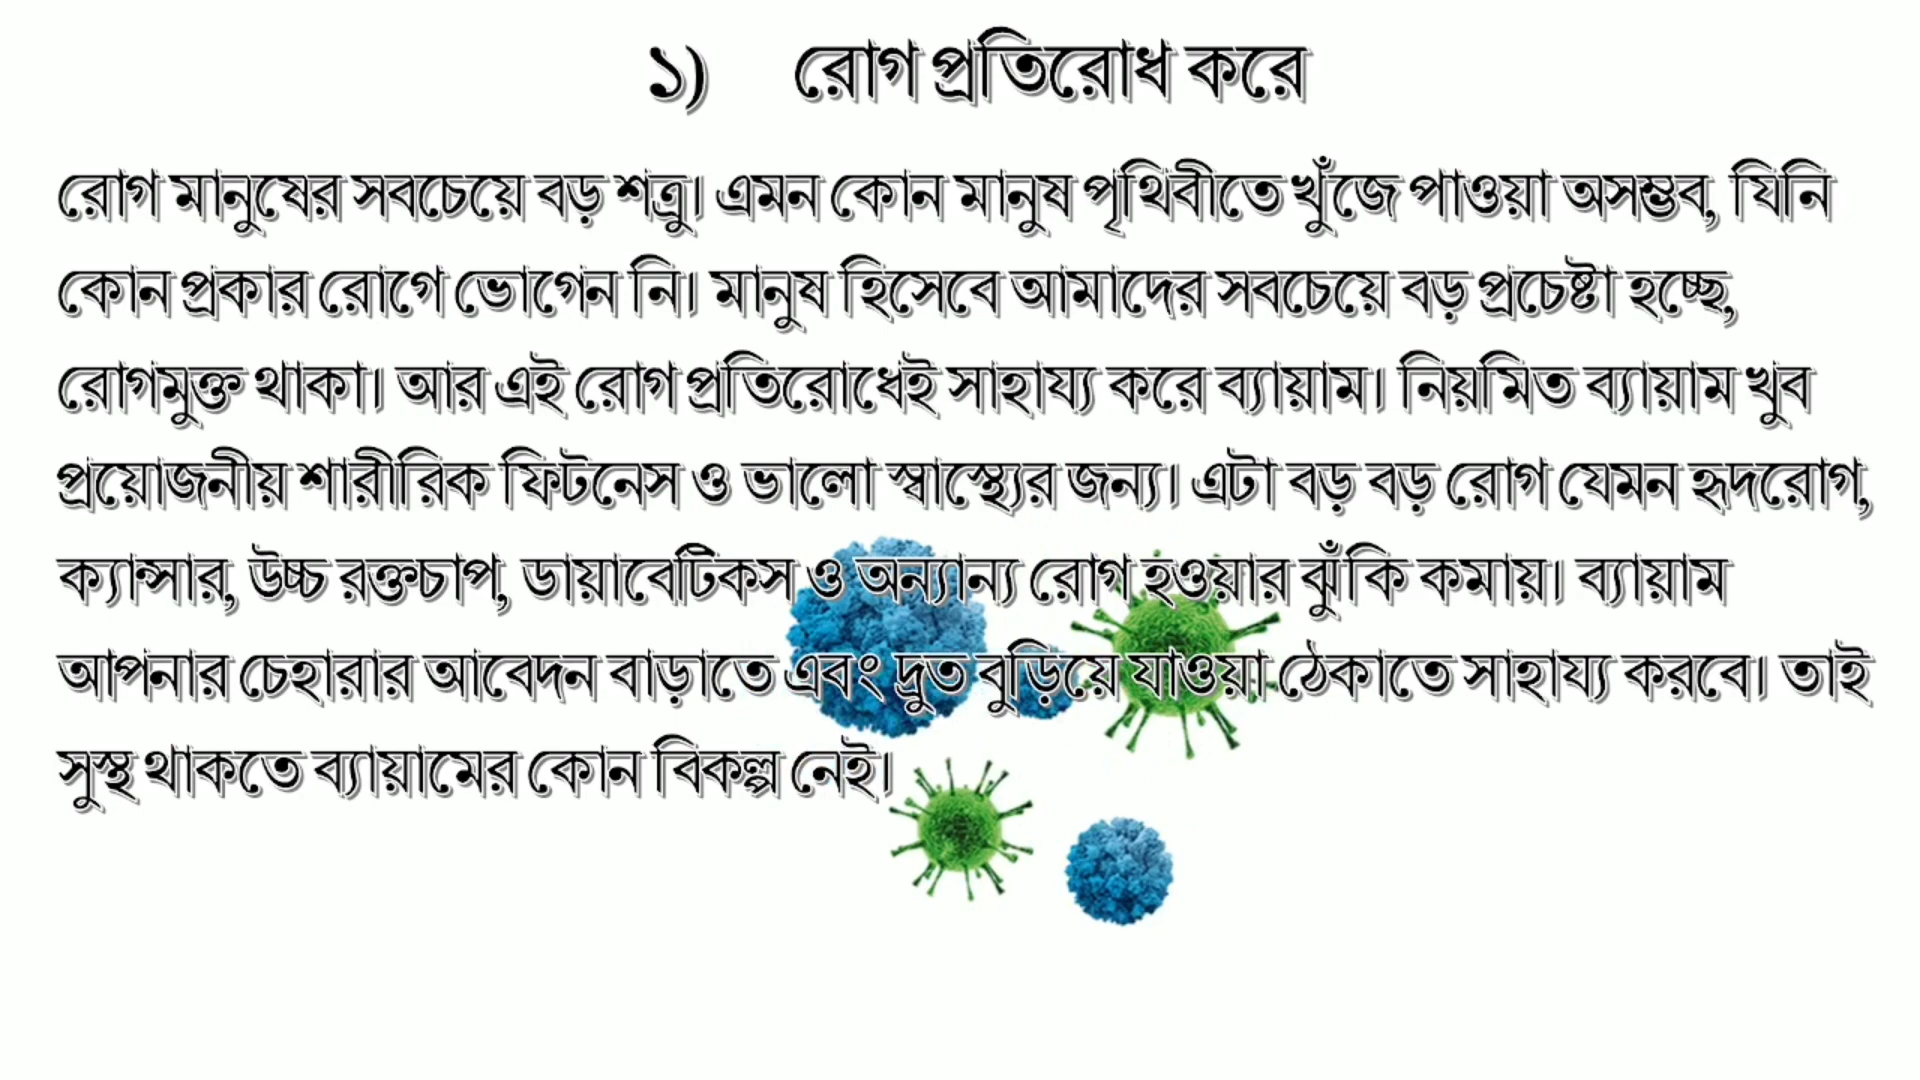 ১) রোগ প্রতিরোধ করে
রোগ মানুষের সবচেয়ে বড় শত্রু। এমন কোন মানুষ পৃথিবীতে খুঁজে পাওয়া অসম্ভব, যিনি
কোন প্রকার রোগে ভোগেন নি। মানুষ হিসেবে আমাদের সবচেয়ে বড় প্রচেষ্টা হচ্ছে,
রোগমুক্ত থাকা। আর এই রোগ প্রতিরোধেই সাহায্য করে ব্যায়াম। নিয়মিত ব্যায়াম খুব
প্রয়োজনীয় শারীরিক ফিটনেস ও ভালো স্বাস্থ্যের জন্য। এটা বড় বড় রোগ যেমন হৃদরোগ,
ক্যান্সার, উচ্চ রক্তচাপ, ডায়াবেটিকস ও অন্যান্য রোগ হওয়ার ঝুঁকি কমায়। ব্যায়াম
আপনার চেহারার আবেদন বাড়াতে এবং দ্রুত বুড়িয়ে যাওয়া ঠেকাতে সাহায্য করবে। তাই
সুস্থ থাকতে ব্যায়ামের কোন বিকল্প নেই।